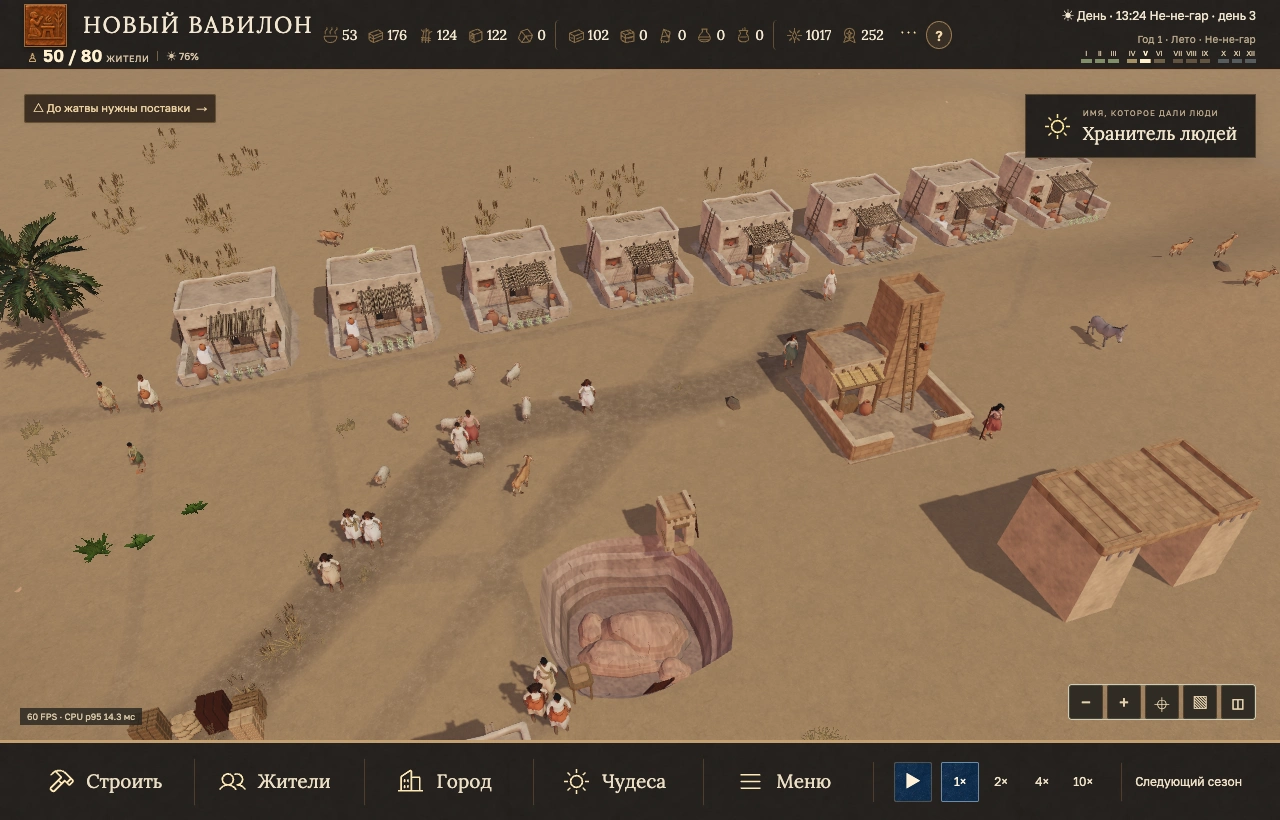 НОВЫЙ ВАВИЛОН
53 176 124 122 0 102 0 0 0 0 1017 252 ... ?
День · 13:24 Не-не-гар · день 3
50 / 80 ЖИТЕЛИ 76%
Год 1 · Лето · Не-не-гар
I II III IV V VI VII VIII IX X XI XII
До жатвы нужны поставки →
ИМЯ, КОТОРОЕ ДАЛИ ЛЮДИ
Хранитель людей
− +
60 FPS · CPU p95 14.3 мс
Строить Жители Город Чудеса Меню 1× 2× 4× 10× Следующий сезон